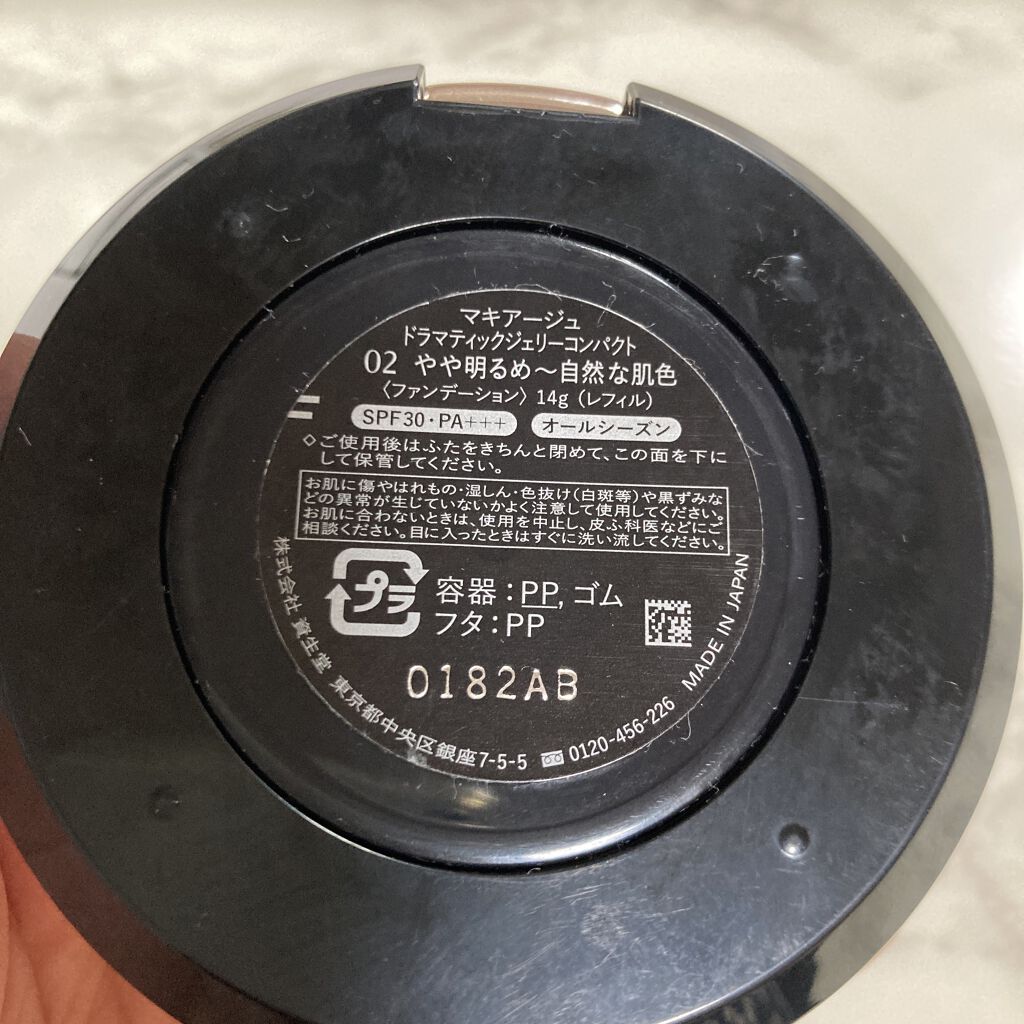 マキアージュ
ドラマティックジェリーコンパクト
02 やや明るめ～自然な肌色
〈ファンデーション〉 14g (レフィル)
SPF30・PA+++ オールシーズン
◇ご使用後はふたをきちんと閉めて、この面を下に
して保管してください。
お肌に傷やはれもの・湿しん・色抜け(白斑等)や黒ずみな
どの異常が生じていないかよく注意して使用してください。
お肌に合わないときは、使用を中止し、皮ふ科医などにご
相談ください。目に入ったときはすぐに洗い流してください。
プラ
容器:PP, ゴム
フタ:PP
0182AB
株式会社 資生堂 東京都中央区銀座7-5-5 0120-456-226 MADE IN JAPAN